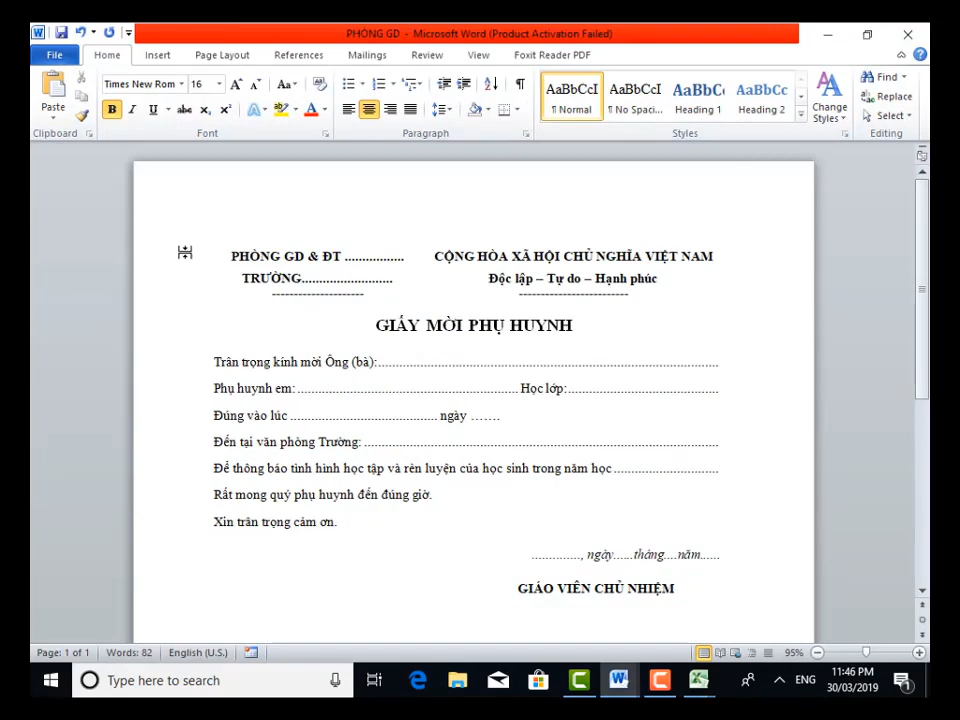 PHÒNG GD - Microsoft Word (Product Activation Failed)
File Home Insert Page Layout References Mailings Review View Foxit Reader PDF
Times New Rom 16
Paste
AaBbCcI AaBbCcI AaBbCc AaBbCc
¶ Normal ¶ No Spaci... Heading 1 Heading 2
Change Styles
Find
Replace
Select
Clipboard Font Paragraph Styles Editing
PHÒNG GD & ĐT ................. CỘNG HÒA XÃ HỘI CHỦ NGHĨA VIỆT NAM
TRƯỜNG........................... Độc lập – Tự do – Hạnh phúc
--------------------- -------------------------
GIẤY MỜI PHỤ HUYNH
Trân trọng kính mời Ông (bà):....................................................................................................
Phụ huynh em: ................................................................. Học lớp:.............................................
Đúng vào lúc ........................................... ngày …….
Đến tại văn phòng Trường: .........................................................................................................
Để thông báo tình hình học tập và rèn luyện của học sinh trong năm học ...............................
Rất mong quý phụ huynh đến đúng giờ.
Xin trân trọng cảm ơn.
.............., ngày......tháng....năm......
GIÁO VIÊN CHỦ NHIỆM
Page: 1 of 1 Words: 82 English (U.S.) 95%
Type here to search
ENG
11:46 PM
30/03/2019
1